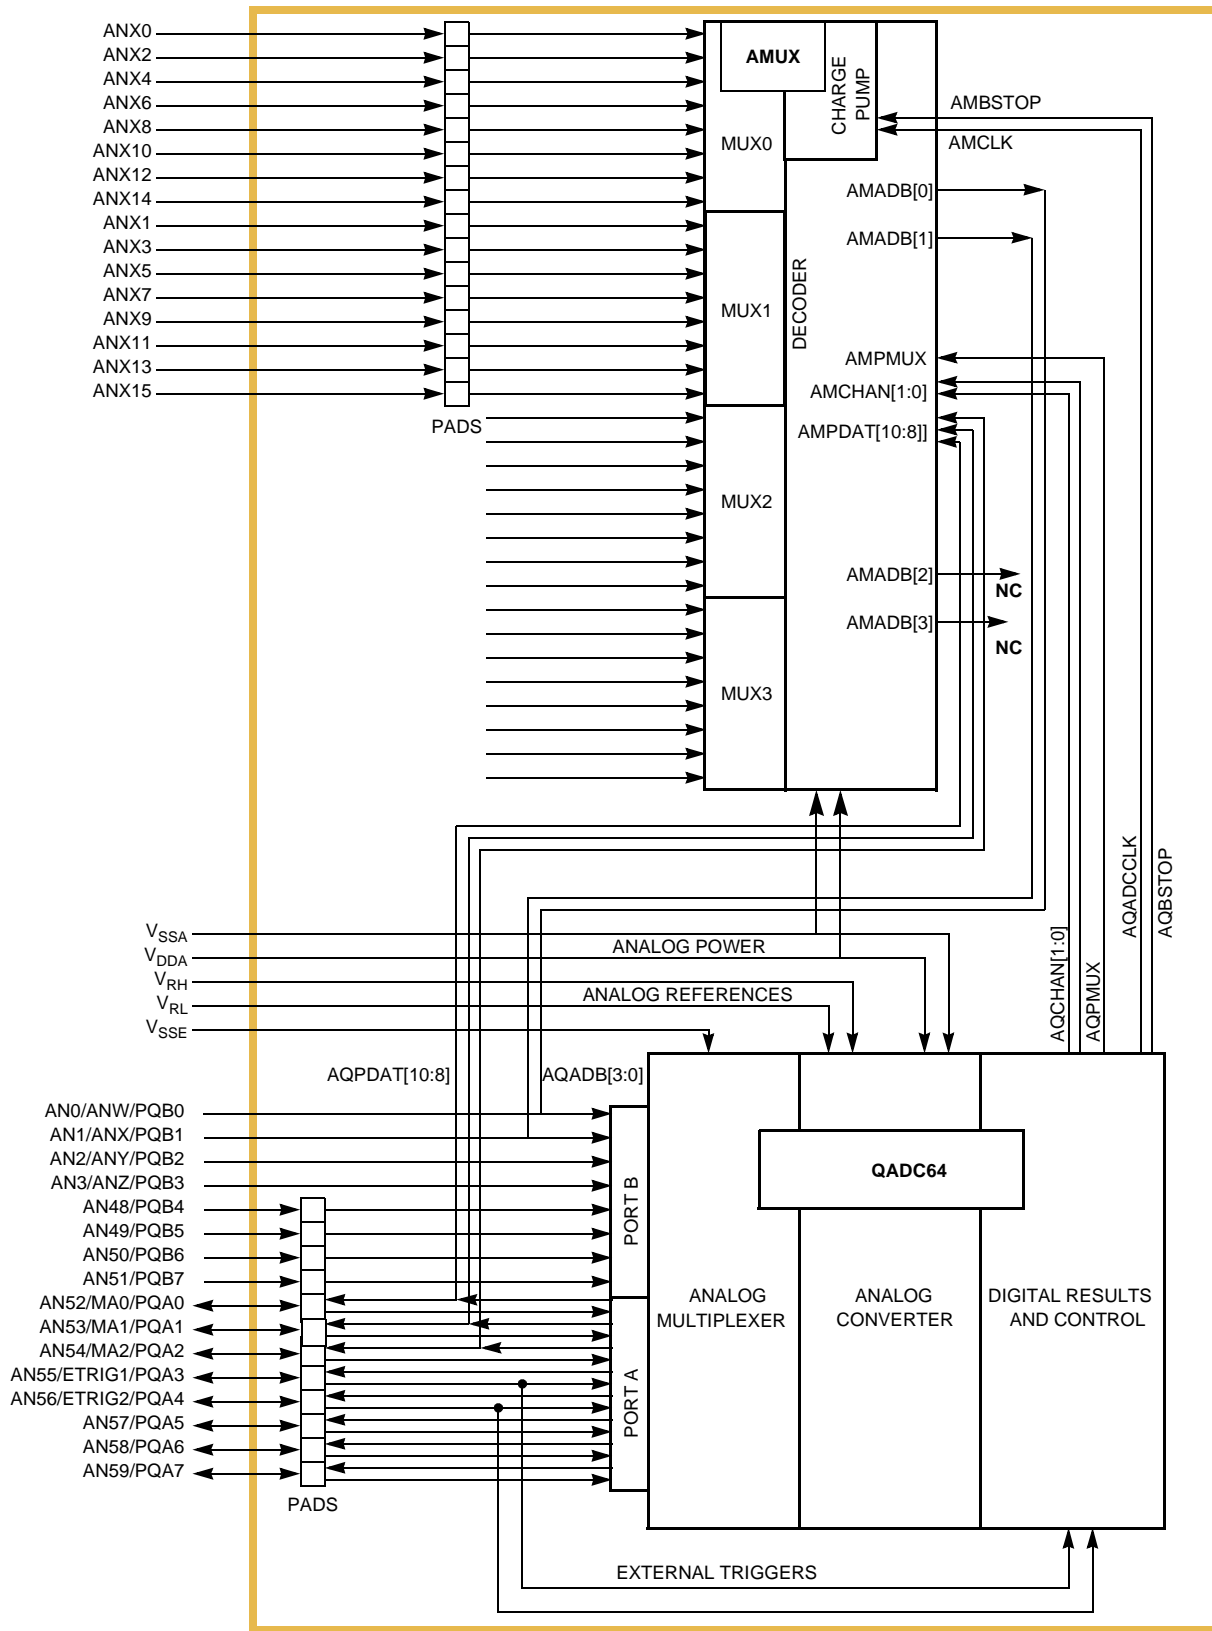 ANX0
ANX2
ANX4
ANX6
ANX8
ANX10
ANX12
ANX14
ANX1
ANX3
ANX5
ANX7
ANX9
ANX11
ANX13
ANX15
PADS
AMUX
CHARGE
PUMP
MUX0
MUX1
MUX2
MUX3
DECODER
AMBSTOP
AMCLK
AMADB[0]
AMADB[1]
AMPMUX
AMCHAN[1:0]
AMPDAT[10:8]]
AMADB[2]
NC
AMADB[3]
NC
AQCHAN[1:0]
AQPMUX
AQADCCLK
AQBSTOP
VSSA
VDDA
VRH
VRL
VSSE
ANALOG POWER
ANALOG REFERENCES
AQPDAT[10:8]
AQADB[3:0]
AN0/ANW/PQB0
AN1/ANX/PQB1
AN2/ANY/PQB2
AN3/ANZ/PQB3
AN48/PQB4
AN49/PQB5
AN50/PQB6
AN51/PQB7
AN52/MA0/PQA0
AN53/MA1/PQA1
AN54/MA2/PQA2
AN55/ETRIG1/PQA3
AN56/ETRIG2/PQA4
AN57/PQA5
AN58/PQA6
AN59/PQA7
PADS
PORT B
PORT A
QADC64
ANALOG
MULTIPLEXER
ANALOG
CONVERTER
DIGITAL RESULTS
AND CONTROL
EXTERNAL TRIGGERS